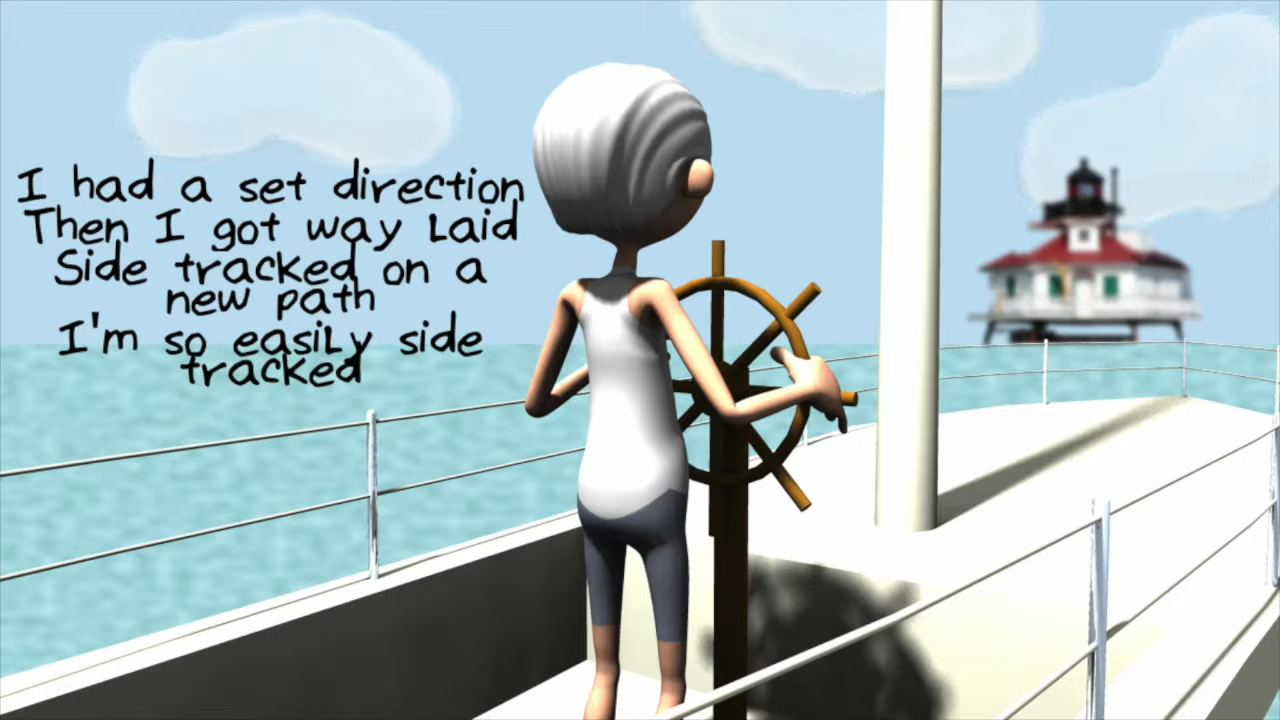 I had a set direction
Then I got way Laid
Side tracked on a
new path
I'm so easily side
tracked